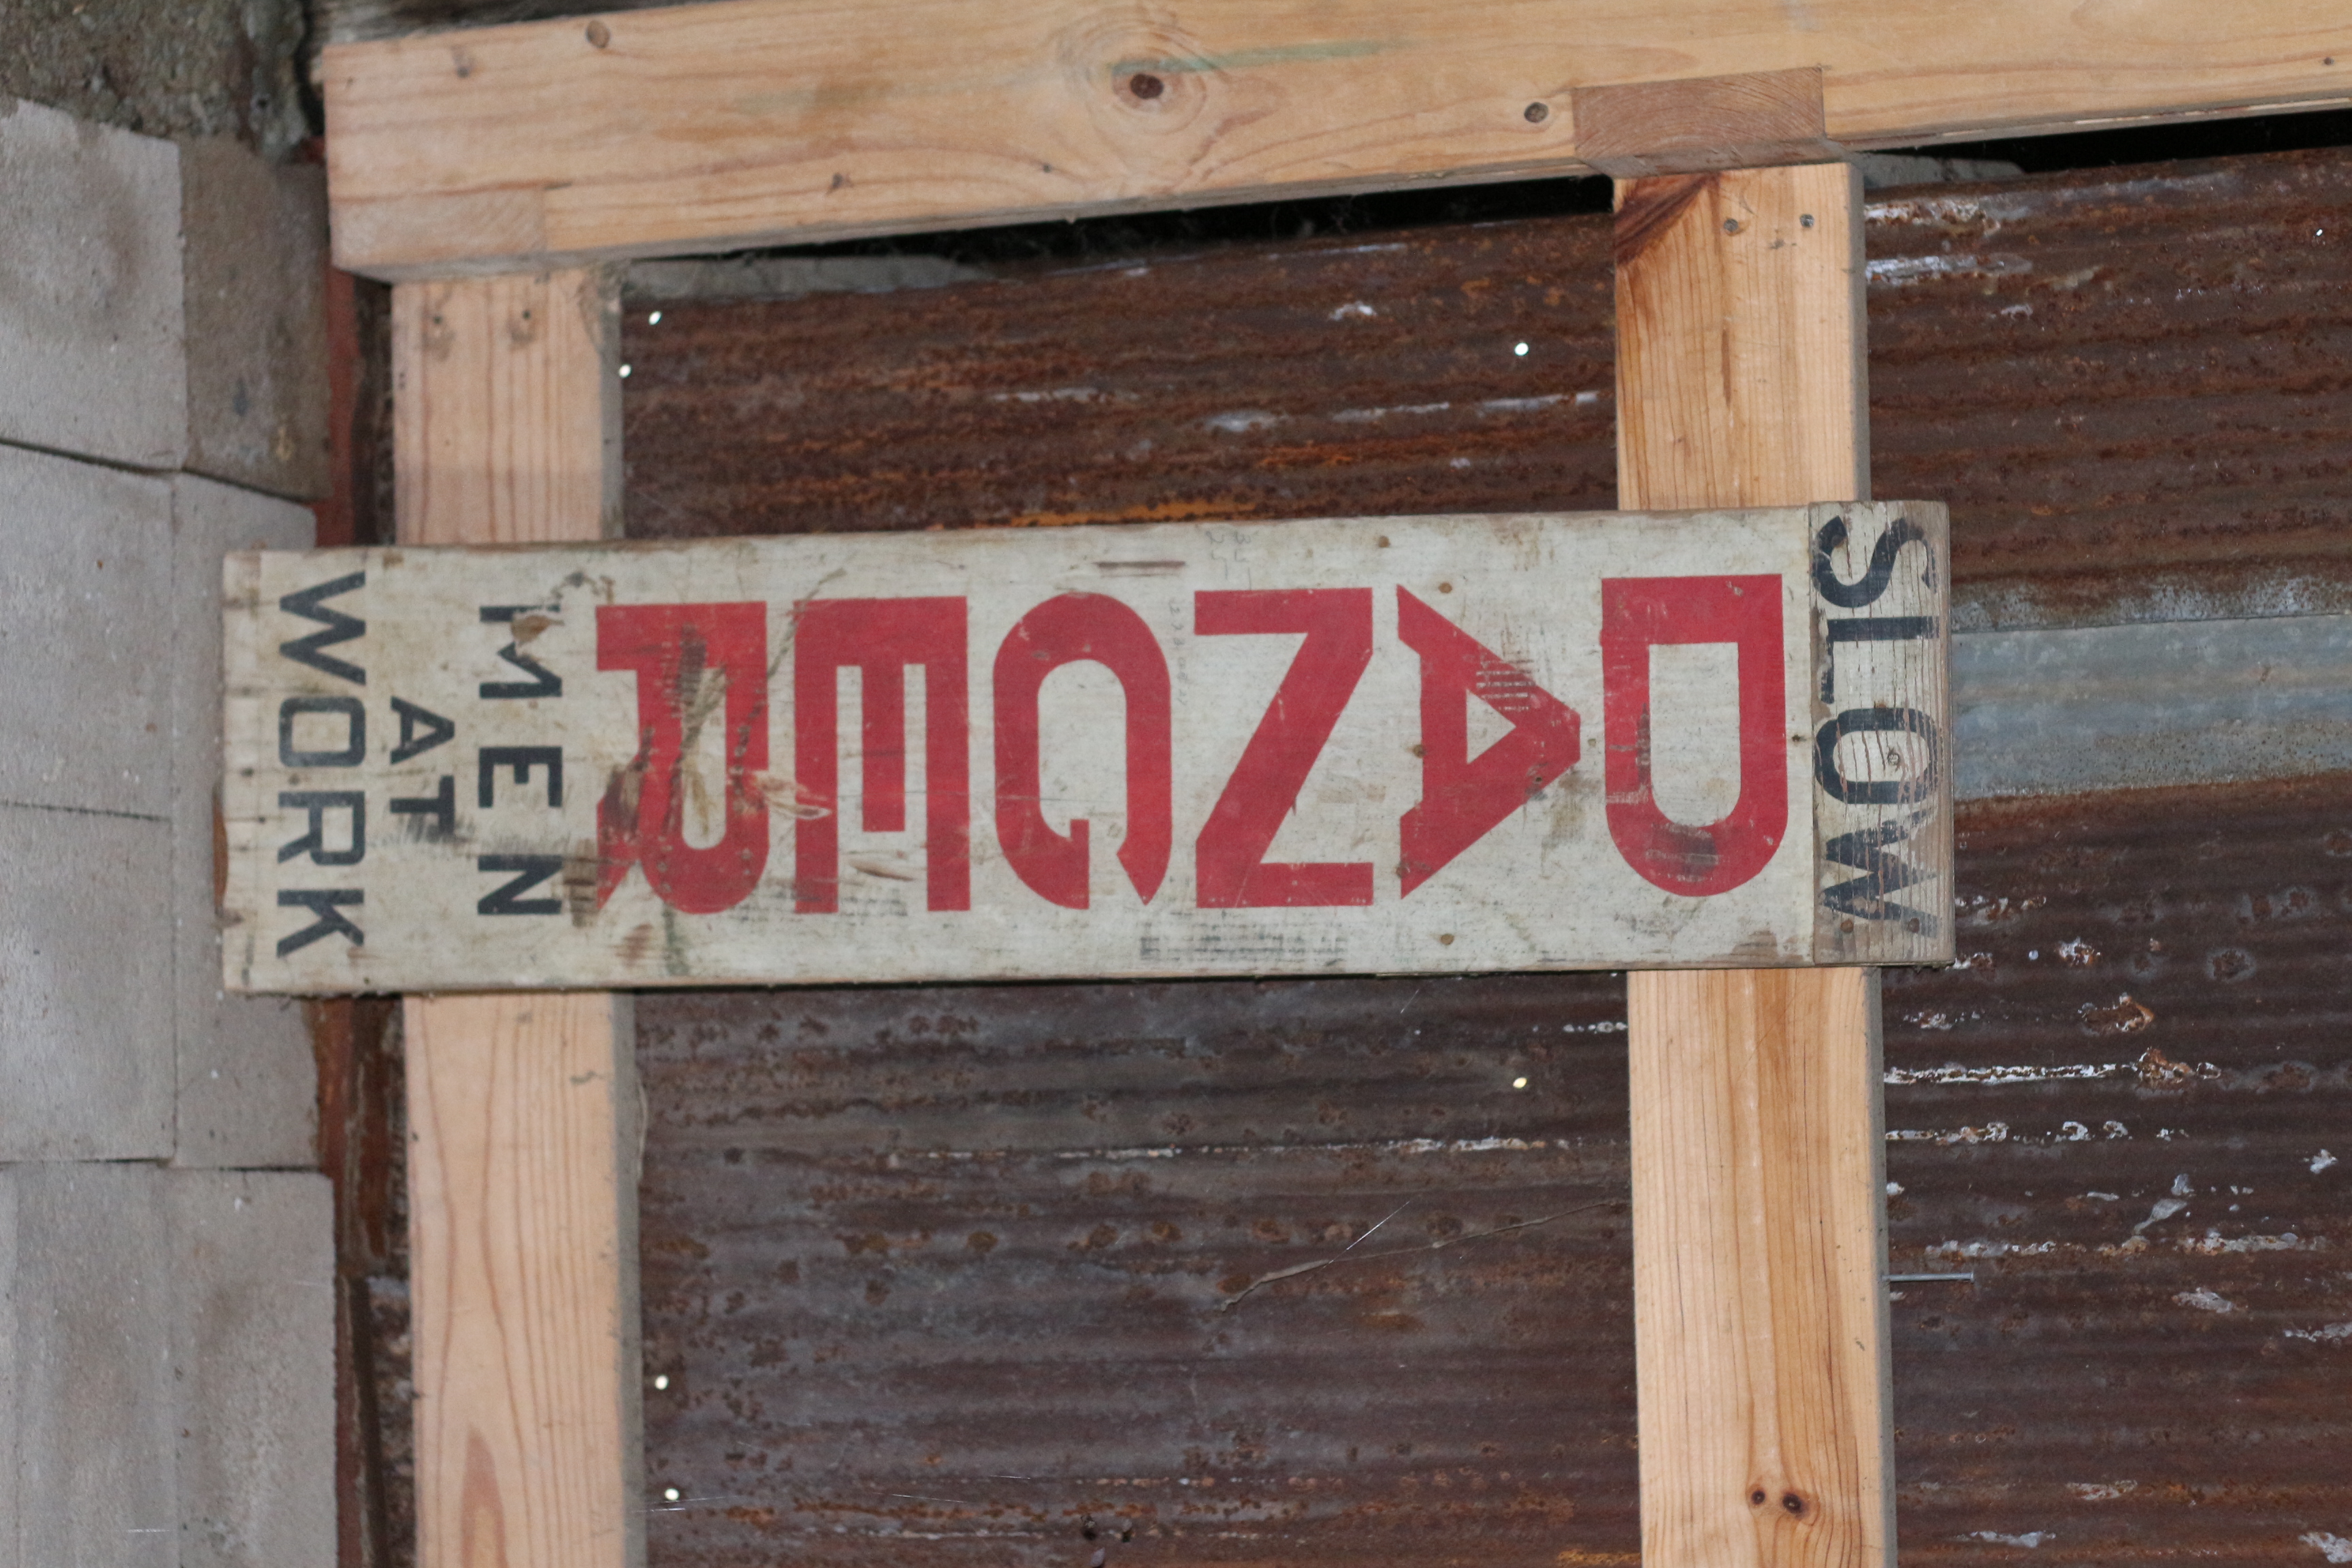 SLOW
DANGER
MEN
AT
WORK